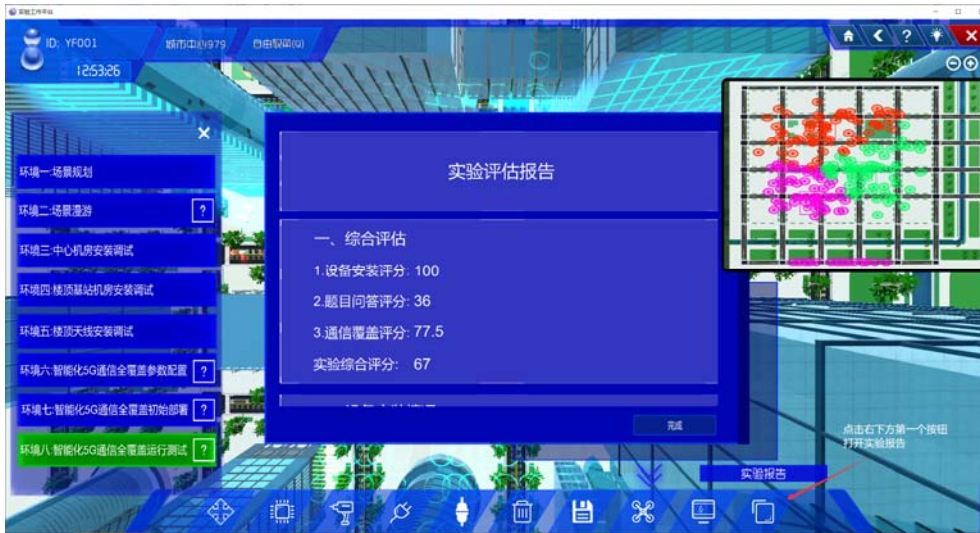 实验工作平台
ID: YF001
城市中心979
自由视角(Q)
12:53:26
环境一:场景规划
环境二:场景漫游
?
环境三:中心机房安装调试
环境四:楼顶基站机房安装调试
环境五:楼顶天线安装调试
环境六:智能化5G通信全覆盖参数配置
?
环境七:智能化5G通信全覆盖初始部署
?
环境八:智能化5G通信全覆盖运行测试
?
实验评估报告
一、综合评估
1.设备安装评分: 100
2.题目问答评分: 36
3.通信覆盖评分: 77.5
实验综合评分: 67
完成
点击右下方第一个按钮
打开实验报告
实验报告